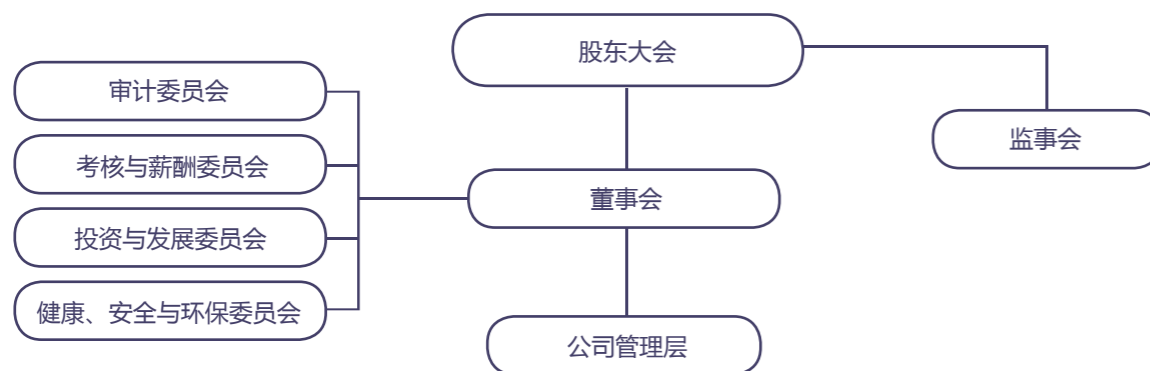 股东大会
审计委员会
监事会
考核与薪酬委员会
董事会
投资与发展委员会
健康、安全与环保委员会
公司管理层